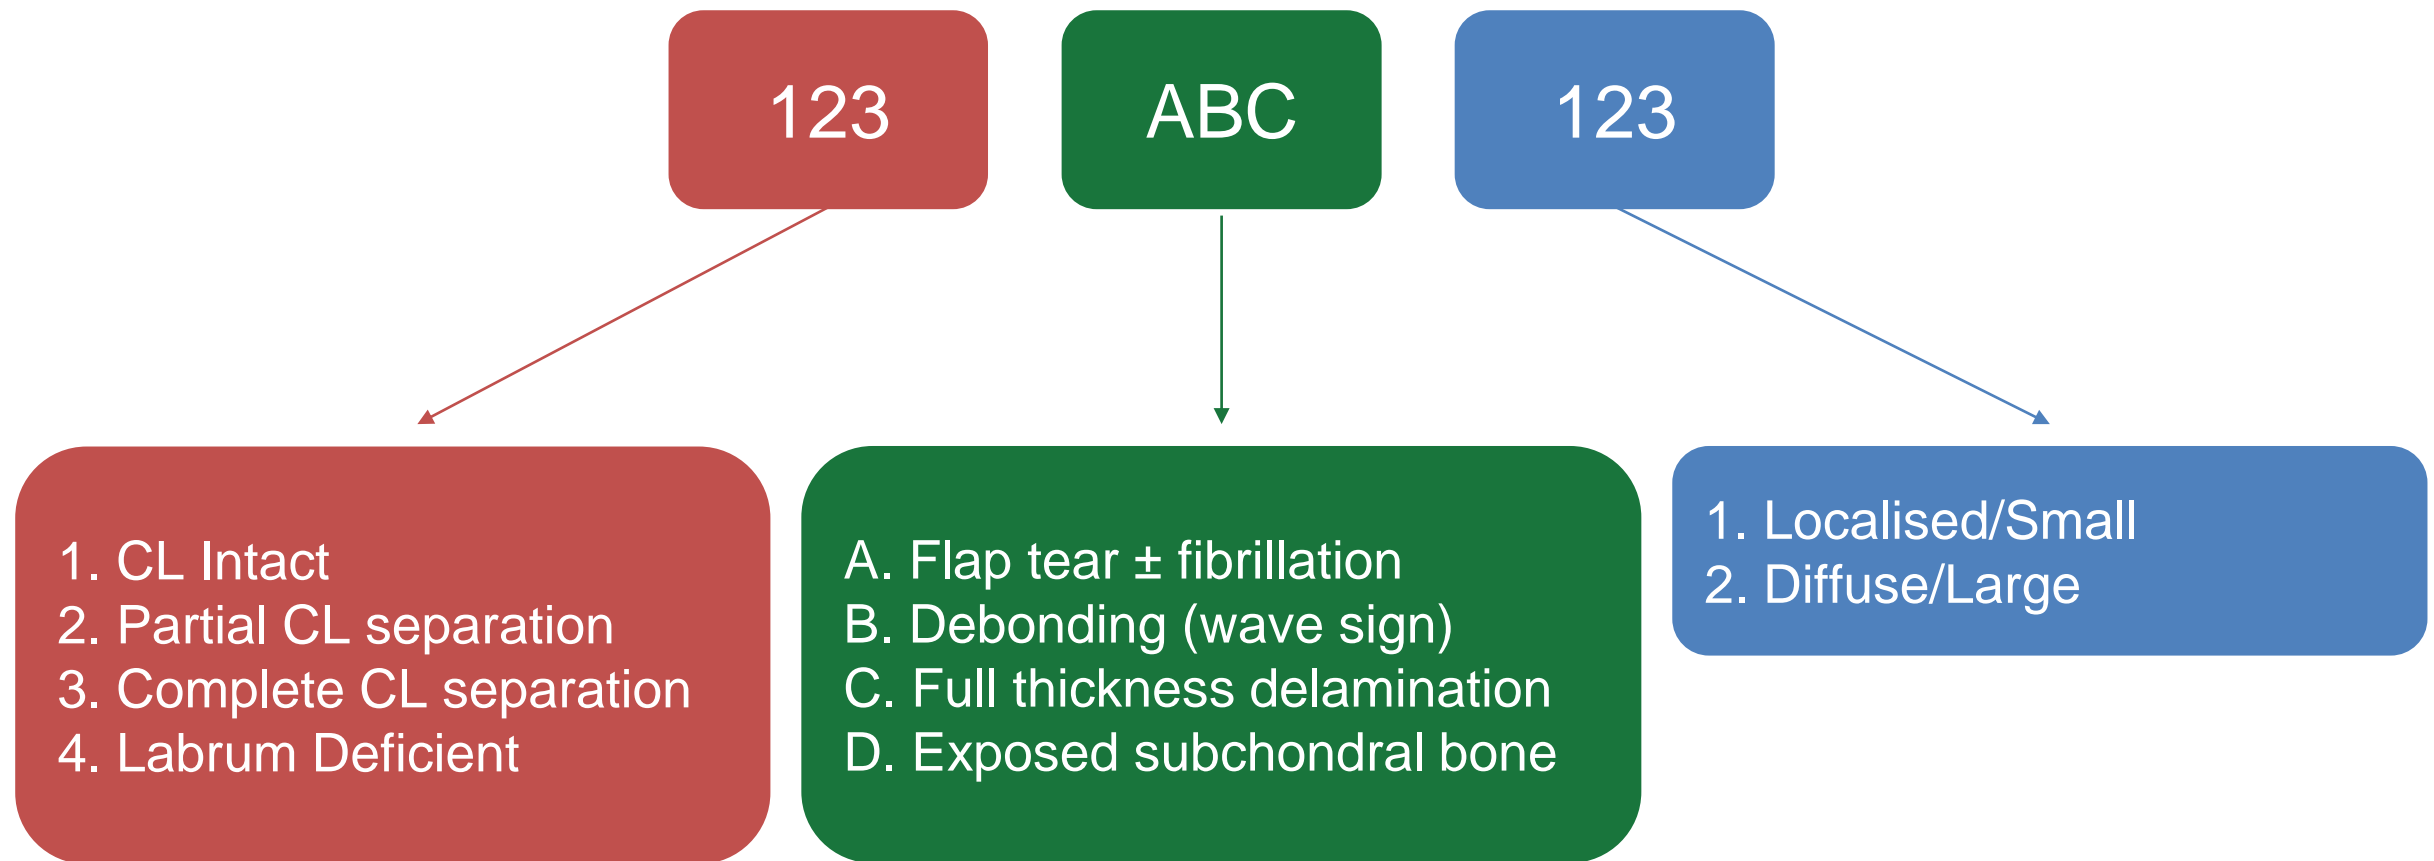 123
ABC
123
1. CL Intact
2. Partial CL separation
3. Complete CL separation
4. Labrum Deficient
A. Flap tear ± fibrillation
B. Debonding (wave sign)
C. Full thickness delamination
D. Exposed subchondral bone
1. Localised/Small
2. Diffuse/Large